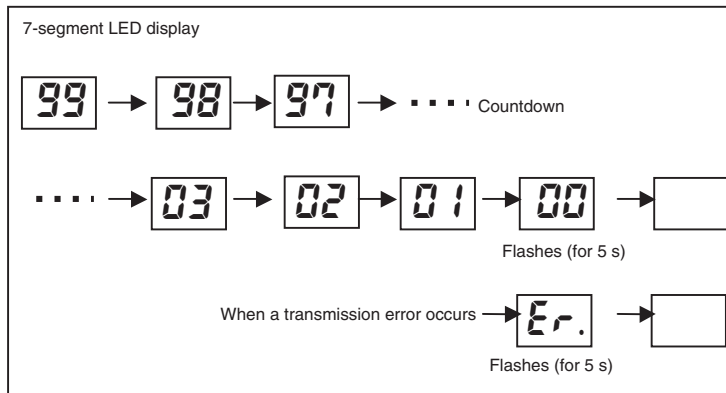 7-segment LED display
99 98 97 .... Countdown
.... 03 02 01 00
Flashes (for 5 s)
When a transmission error occurs Er.
Flashes (for 5 s)